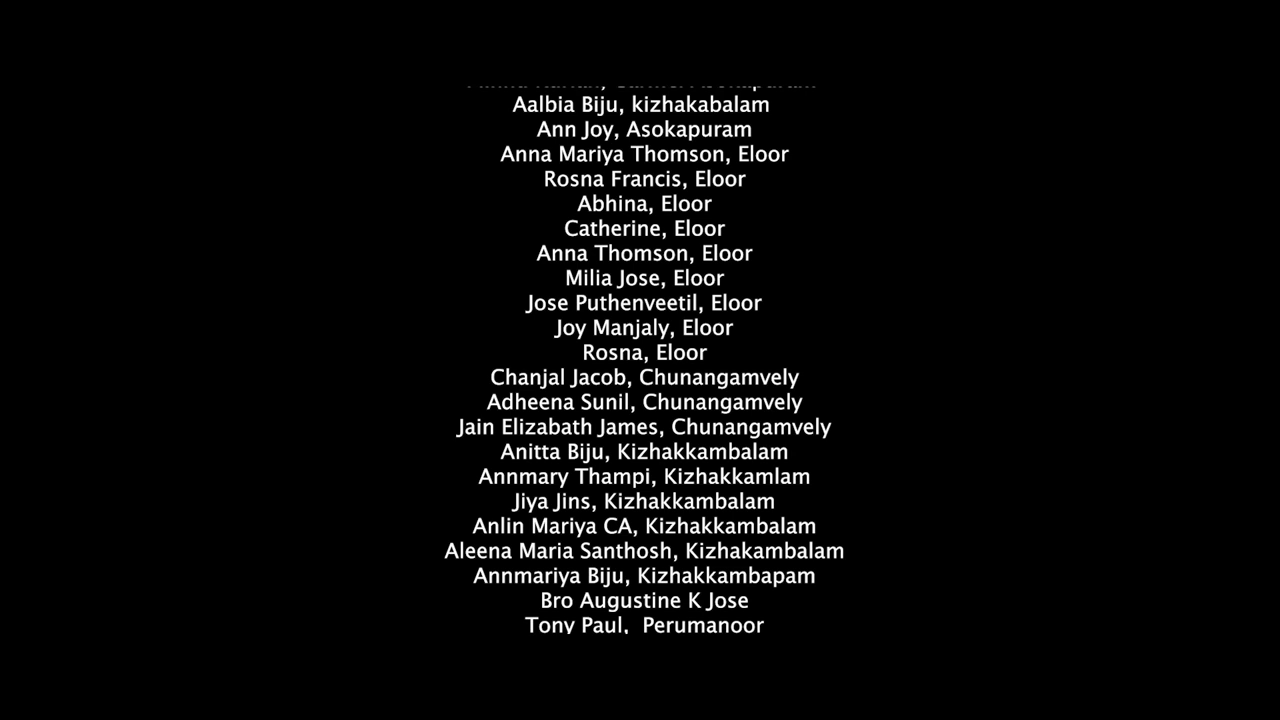 Aalbia Biju, kizhakabalam
Ann Joy, Asokapuram
Anna Mariya Thomson, Eloor
Rosna Francis, Eloor
Abhina, Eloor
Catherine, Eloor
Anna Thomson, Eloor
Milia Jose, Eloor
Jose Puthenveetil, Eloor
Joy Manjaly, Eloor
Rosna, Eloor
Chanjal Jacob, Chunangamvely
Adheena Sunil, Chunangamvely
Jain Elizabath James, Chunangamvely
Anitta Biju, Kizhakkambalam
Annmary Thampi, Kizhakkamlam
Jiya Jins, Kizhakkambalam
Anlin Mariya CA, Kizhakkambalam
Aleena Maria Santhosh, Kizhakambalam
Annmariya Biju, Kizhakkambapam
Bro Augustine K Jose
Tony Paul,  Perumanoor